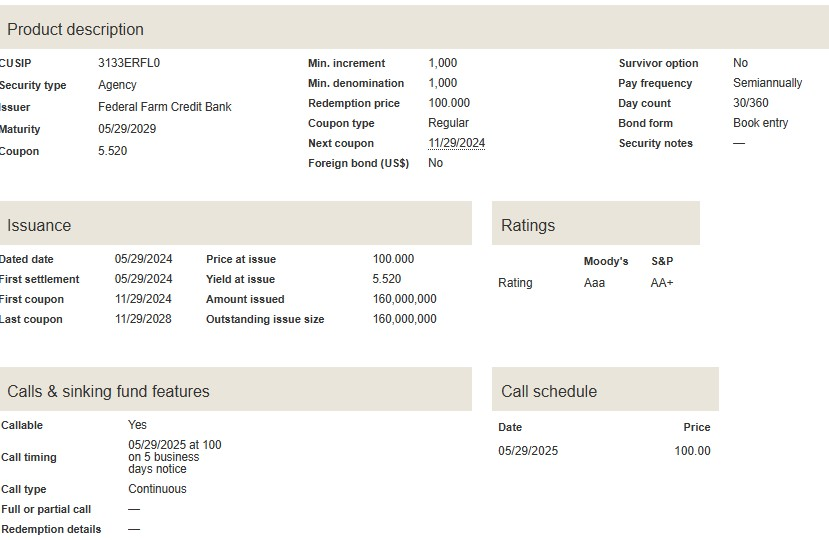 Product description
CUSIP 3133ERFL0
Security type Agency
Issuer Federal Farm Credit Bank
Maturity 05/29/2029
Coupon 5.520
Min. increment 1,000
Min. denomination 1,000
Redemption price 100.000
Coupon type Regular
Next coupon 11/29/2024
Foreign bond (US$) No
Survivor option No
Pay frequency Semiannually
Day count 30/360
Bond form Book entry
Security notes —
Issuance
Dated date 05/29/2024
First settlement 05/29/2024
First coupon 11/29/2024
Last coupon 11/29/2028
Price at issue 100.000
Yield at issue 5.520
Amount issued 160,000,000
Outstanding issue size 160,000,000
Ratings
Moody's S&P
Rating Aaa AA+
Calls & sinking fund features
Callable Yes
Call timing 05/29/2025 at 100
on 5 business
days notice
Call type Continuous
Full or partial call —
Redemption details —
Call schedule
Date Price
05/29/2025 100.00